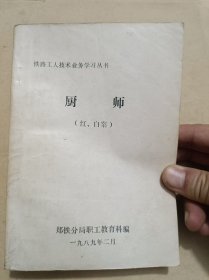 铁路工人技术业务学习丛书
厨 师
（红、白案）
郑铁分局职工教育科编
一九八九年二月